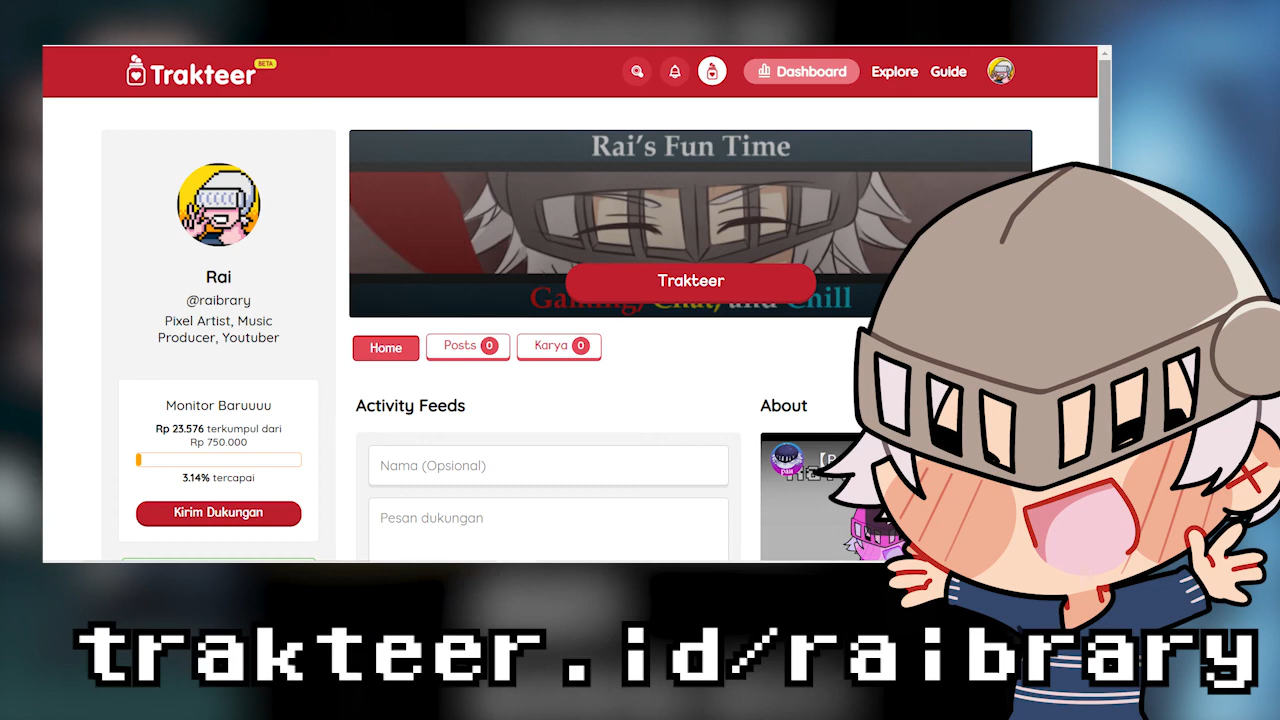 Trakteer BETA
Dashboard Explore Guide
Rai's Fun Time
Trakteer
Gaming, Chat, and Chill
Rai
@raibrary
Pixel Artist, Music
Producer, Youtuber
Home Posts 0 Karya 0
Monitor Baruuuu
Rp 23.576 terkumpul dari
Rp 750.000
3.14% tercapai
Kirim Dukungan
Activity Feeds
Nama (Opsional)
Pesan dukungan
About
trakteer.id/raibrary